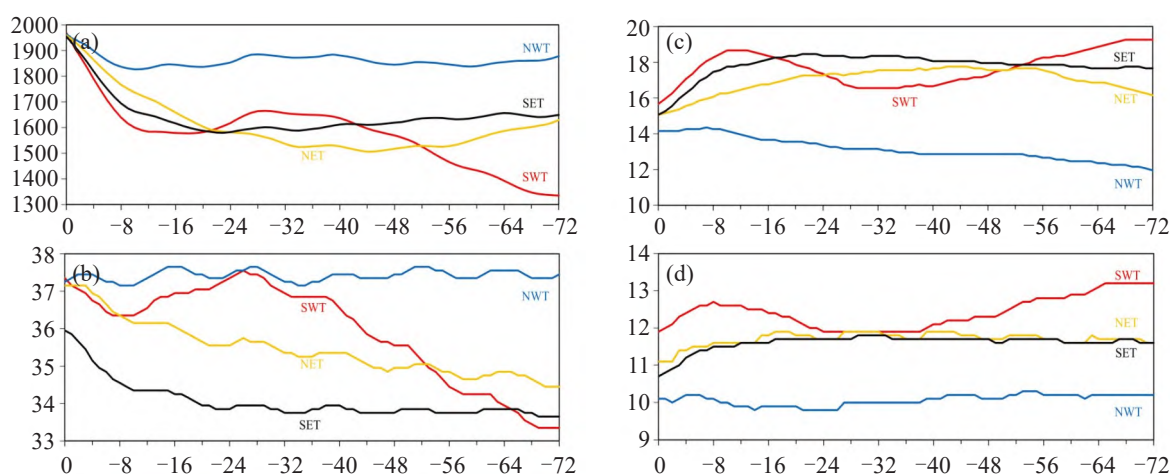 2000
1900
1800
1700
1600
1500
1400
1300
(a)
NWT
SET
NET
SWT
0 −8 −16 −24 −32 −40 −48 −56 −64 −72
20
18
16
14
12
10
(c)
SET
SWT
NET
NWT
0 −8 −16 −24 −32 −40 −48 −56 −64 −72
38
37
36
35
34
33
(b)
NWT
SWT
NET
SET
0 −8 −16 −24 −32 −40 −48 −56 −64 −72
14
13
12
11
10
9
(d)
SWT
NET
SET
NWT
0 −8 −16 −24 −32 −40 −48 −56 −64 −72